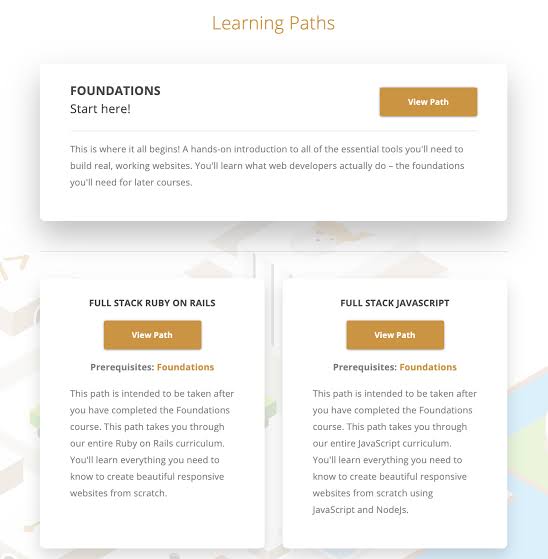 Learning Paths
FOUNDATIONS
Start here!
View Path
This is where it all begins! A hands-on introduction to all of the essential tools you'll need to
build real, working websites. You'll learn what web developers actually do – the foundations
you'll need for later courses.
FULL STACK RUBY ON RAILS
View Path
Prerequisites: Foundations
This path is intended to be taken after
you have completed the Foundations
course. This path takes you through
our entire Ruby on Rails curriculum.
You'll learn everything you need to
know to create beautiful responsive
websites from scratch.
FULL STACK JAVASCRIPT
View Path
Prerequisites: Foundations
This path is intended to be taken after
you have completed the Foundations
course. This path takes you through
our entire JavaScript curriculum.
You'll learn everything you need to
know to create beautiful responsive
websites from scratch using
JavaScript and NodeJs.